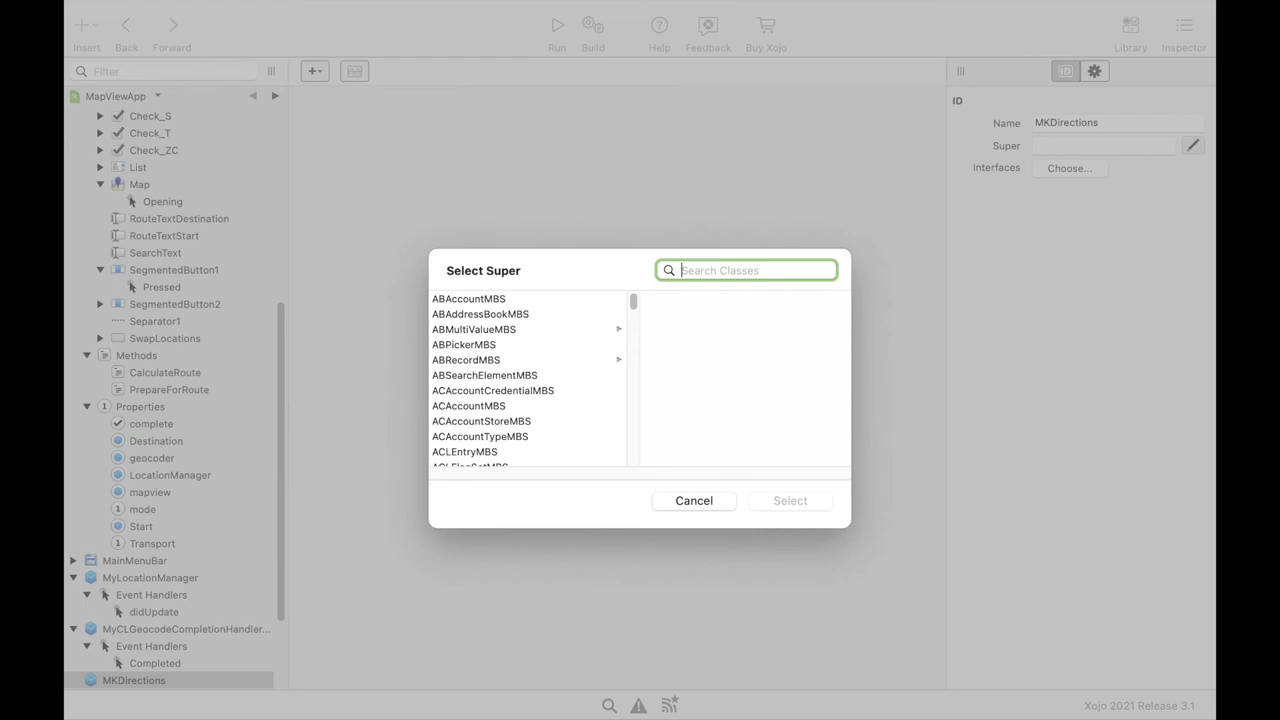 Insert
Back
Forward
Run
Build
Help
Feedback
Buy Xojo
Library
Inspector
Filter
MapViewApp
Check_S
Check_T
Check_ZC
List
Map
Opening
RouteTextDestination
RouteTextStart
SearchText
SegmentedButton1
Pressed
SegmentedButton2
Separator1
SwapLocations
Methods
CalculateRoute
PrepareForRoute
Properties
complete
Destination
geocoder
LocationManager
mapview
mode
Start
Transport
MainMenuBar
MyLocationManager
Event Handlers
didUpdate
MyCLGeocodeCompletionHandler...
Event Handlers
Completed
MKDirections
Select Super
Search Classes
ABAccountMBS
ABAddressBookMBS
ABMultiValueMBS
ABPickerMBS
ABRecordMBS
ABSearchElementMBS
ACAccountCredentialMBS
ACAccountMBS
ACAccountStoreMBS
ACAccountTypeMBS
ACLEntryMBS
ACLFlagSetMBS
Cancel
Select
ID
ID
Name MKDirections
Super
Interfaces Choose...
Xojo 2021 Release 3.1